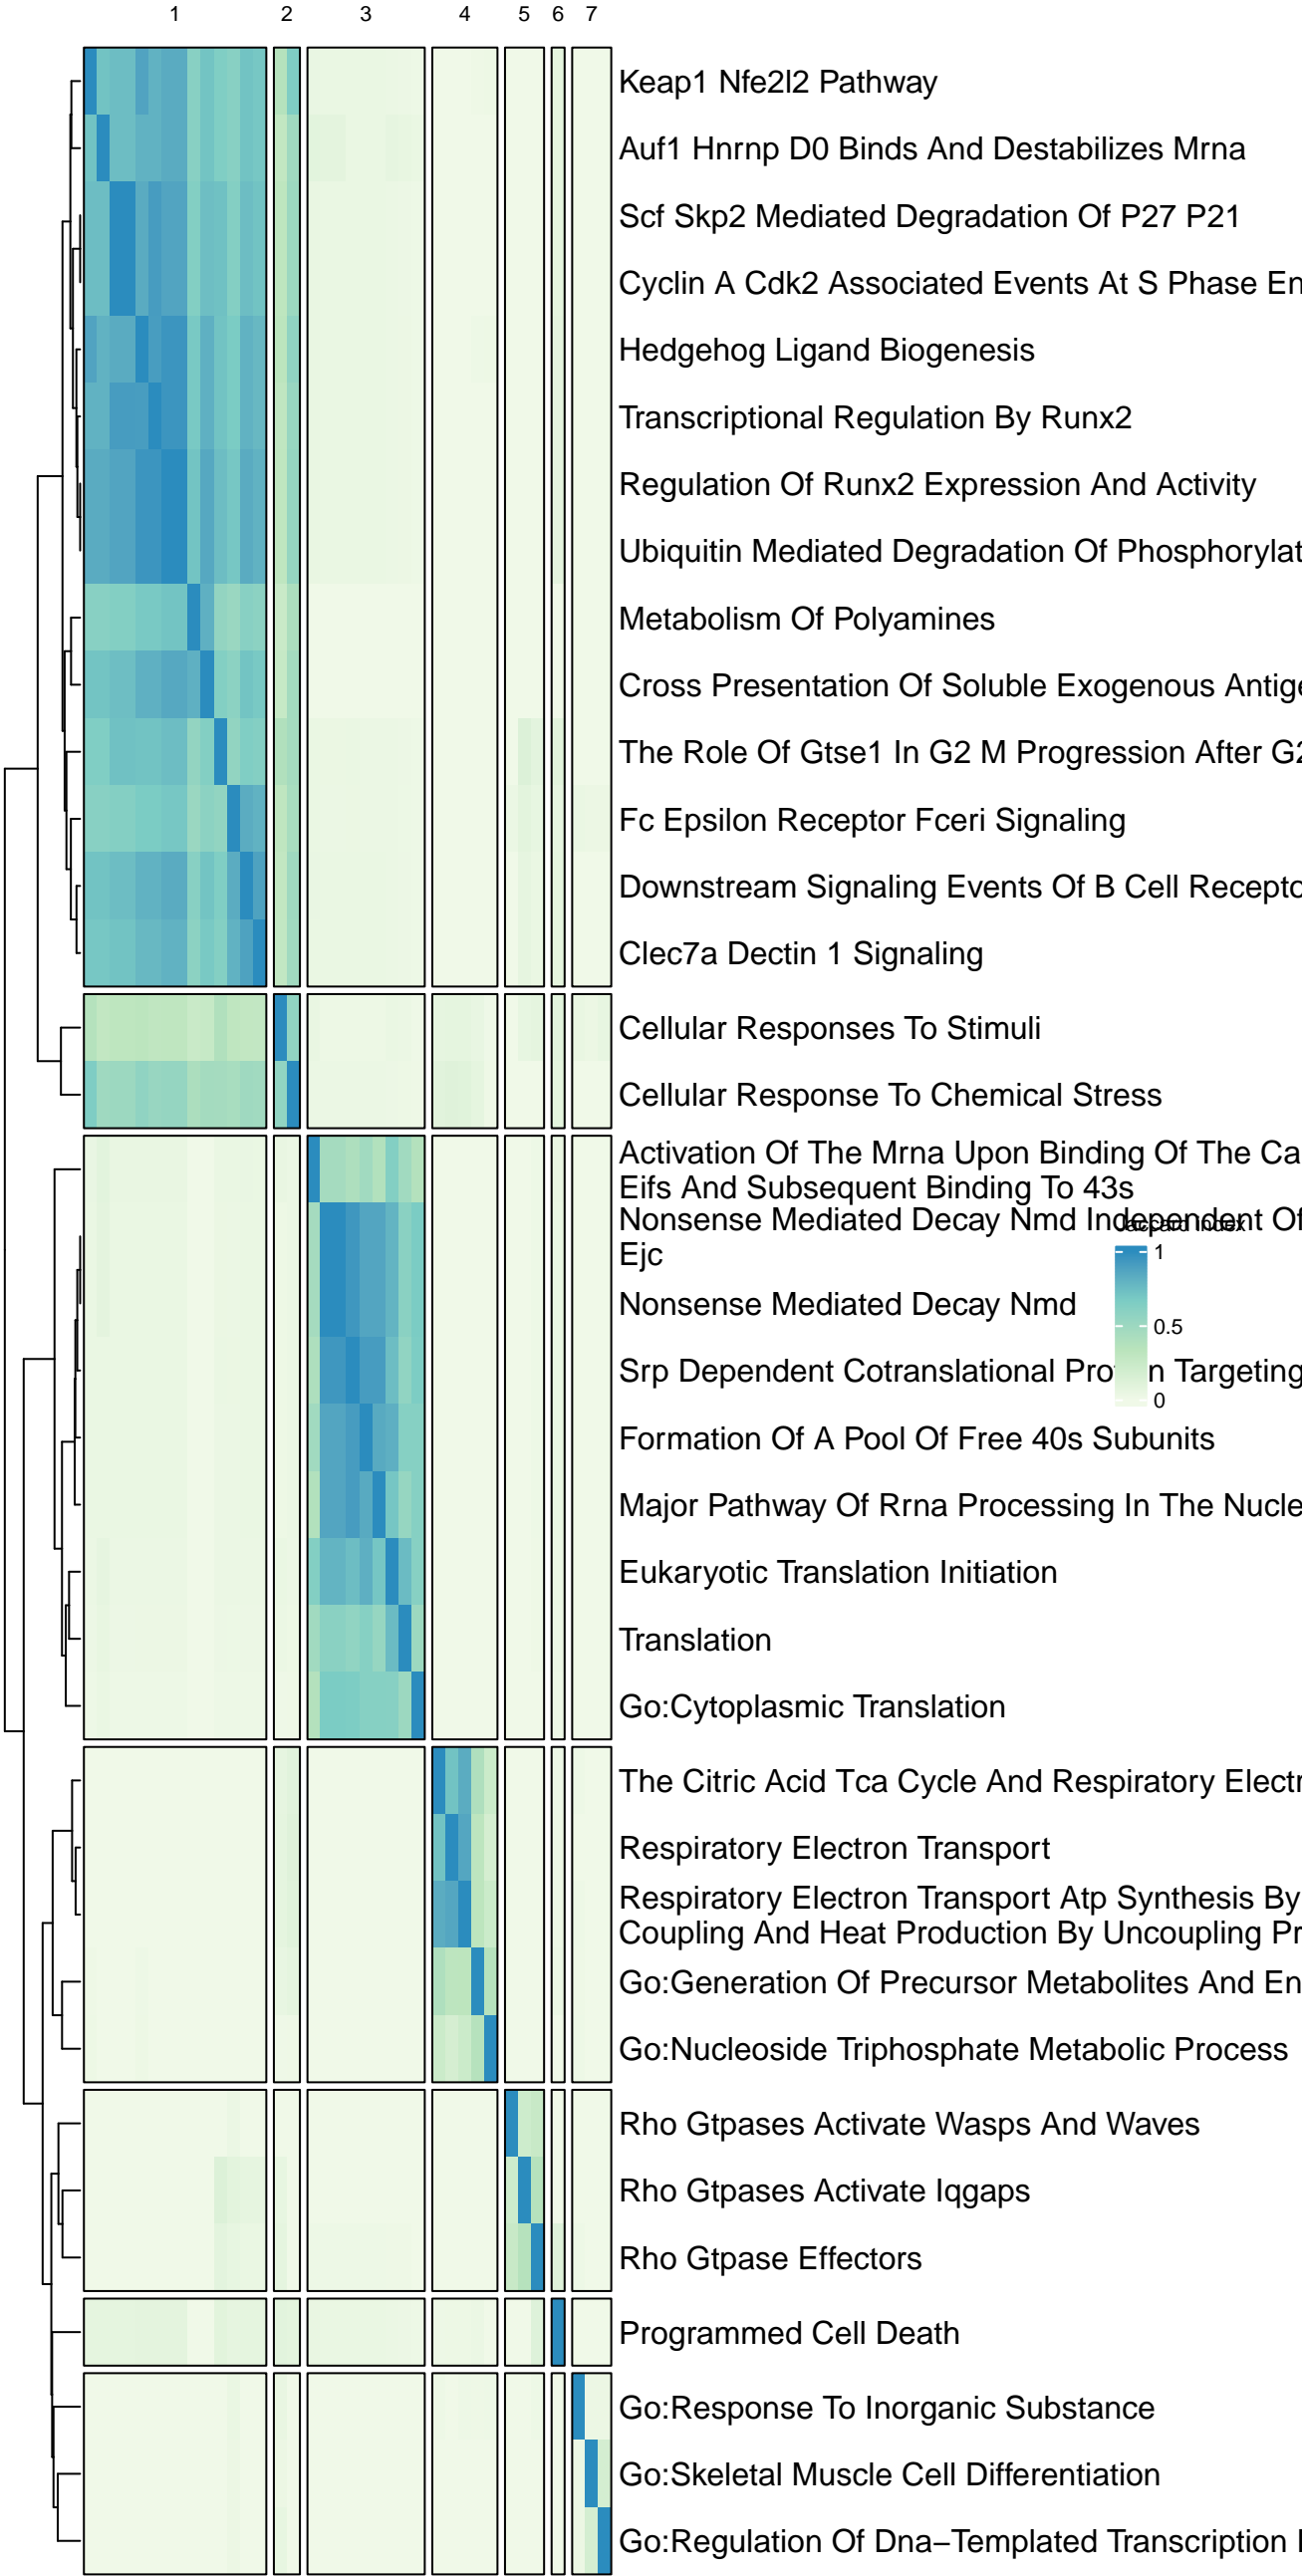 1 2 3 4 5 6 7
Keap1 Nfe2l2 Pathway
Auf1 Hnrnp D0 Binds And Destabilizes Mrna
Scf Skp2 Mediated Degradation Of P27 P21
Cyclin A Cdk2 Associated Events At S Phase En
Hedgehog Ligand Biogenesis
Transcriptional Regulation By Runx2
Regulation Of Runx2 Expression And Activity
Ubiquitin Mediated Degradation Of Phosphorylat
Metabolism Of Polyamines
Cross Presentation Of Soluble Exogenous Antige
The Role Of Gtse1 In G2 M Progression After G2
Fc Epsilon Receptor Fceri Signaling
Downstream Signaling Events Of B Cell Recepto
Clec7a Dectin 1 Signaling
Cellular Responses To Stimuli
Cellular Response To Chemical Stress
Activation Of The Mrna Upon Binding Of The Ca
Eifs And Subsequent Binding To 43s
Nonsense Mediated Decay Nmd Independent Of
Ejc
Jaccard index
1
0.5
0
Nonsense Mediated Decay Nmd
Srp Dependent Cotranslational Protein Targeting
Formation Of A Pool Of Free 40s Subunits
Major Pathway Of Rrna Processing In The Nucle
Eukaryotic Translation Initiation
Translation
Go:Cytoplasmic Translation
The Citric Acid Tca Cycle And Respiratory Electr
Respiratory Electron Transport
Respiratory Electron Transport Atp Synthesis By
Coupling And Heat Production By Uncoupling Pr
Go:Generation Of Precursor Metabolites And En
Go:Nucleoside Triphosphate Metabolic Process
Rho Gtpases Activate Wasps And Waves
Rho Gtpases Activate Iqgaps
Rho Gtpase Effectors
Programmed Cell Death
Go:Response To Inorganic Substance
Go:Skeletal Muscle Cell Differentiation
Go:Regulation Of Dna−Templated Transcription I